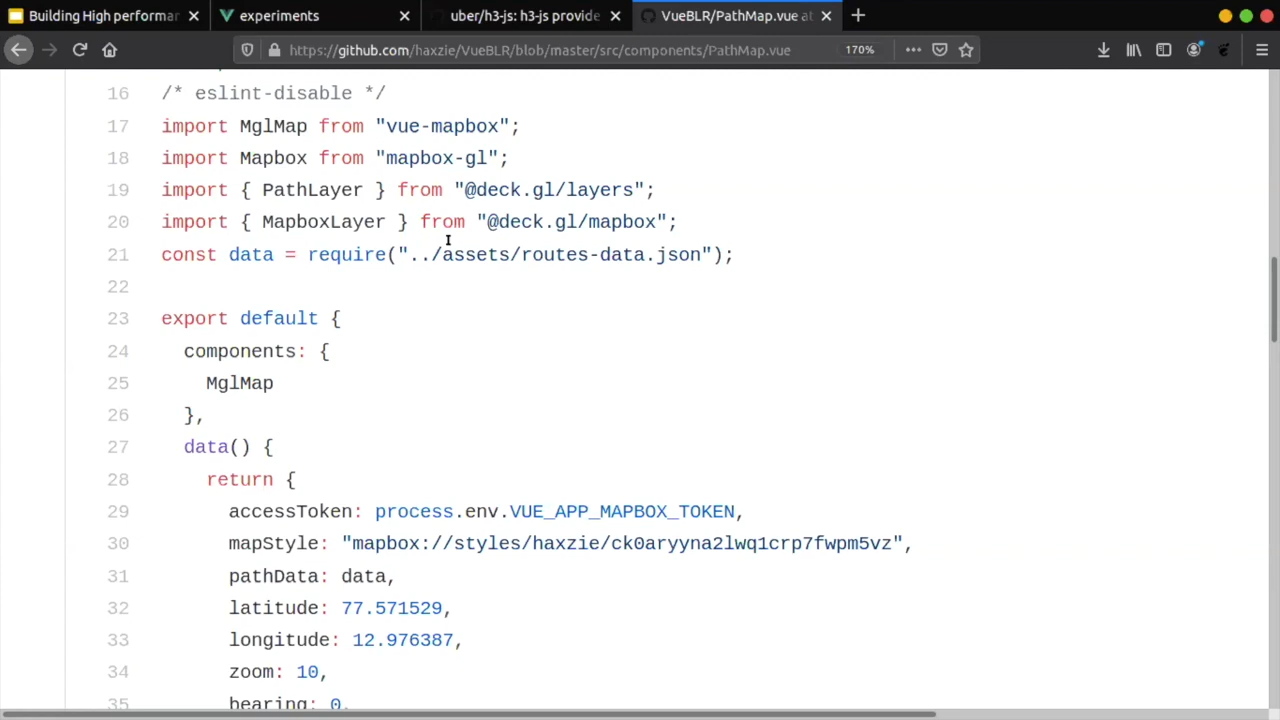 Building High performar
experiments
uber/h3-js: h3-js provide
VueBLR/PathMap.vue at
https://github.com/haxzie/VueBLR/blob/master/src/components/PathMap.vue
170%
16 /* eslint-disable */
17 import MglMap from "vue-mapbox";
18 import Mapbox from "mapbox-gl";
19 import { PathLayer } from "@deck.gl/layers";
20 import { MapboxLayer } from "@deck.gl/mapbox";
21 const data = require("../assets/routes-data.json");
22
23 export default {
24 components: {
25 MglMap
26 },
27 data() {
28 return {
29 accessToken: process.env.VUE_APP_MAPBOX_TOKEN,
30 mapStyle: "mapbox://styles/haxzie/ck0aryyna2lwq1crp7fwpm5vz",
31 pathData: data,
32 latitude: 77.571529,
33 longitude: 12.976387,
34 zoom: 10,
35 bearing: 0,